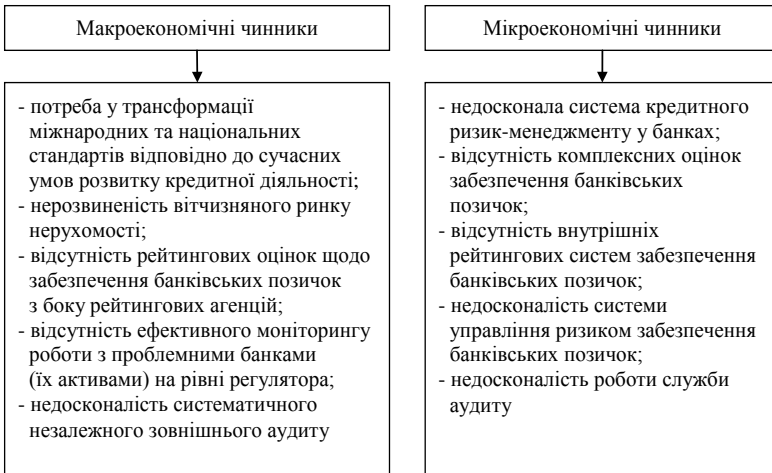 Макроекономічні чинники
- потреба у трансформації
міжнародних та національних
стандартів відповідно до сучасних
умов розвитку кредитної діяльності;
- нерозвиненість вітчизняного ринку
нерухомості;
- відсутність рейтингових оцінок щодо
забезпечення банківських позичок
з боку рейтингових агенцій;
- відсутність ефективного моніторингу
роботи з проблемними банками
(їх активами) на рівні регулятора;
- недосконалість систематичного
незалежного зовнішнього аудиту
Мікроекономічні чинники
- недосконала система кредитного
ризик-менеджменту у банках;
- відсутність комплексних оцінок
забезпечення банківських
позичок;
- відсутність внутрішніх
рейтингових систем забезпечення
банківських позичок;
- недосконалість системи
управління ризиком забезпечення
банківських позичок;
- недосконалість роботи служби
аудиту